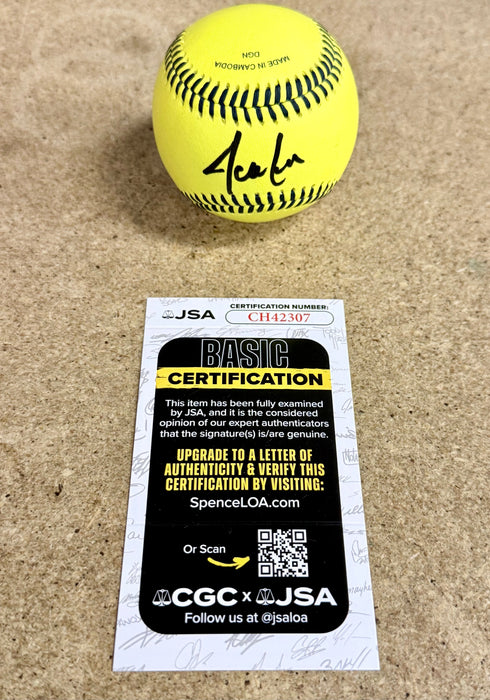 MADE IN CAMBODIA
DGN
JSA
CERTIFICATION NUMBER:
CH42307
BASIC
CERTIFICATION
This item has been fully examined
by JSA, and it is the considered
opinion of our expert authenticators
that the signature(s) is/are genuine.
UPGRADE TO A LETTER OF
AUTHENTICITY & VERIFY THIS
CERTIFICATION BY VISITING:
SpenceLOA.com
Or Scan
CGC x JSA
Follow us at @jsaloa